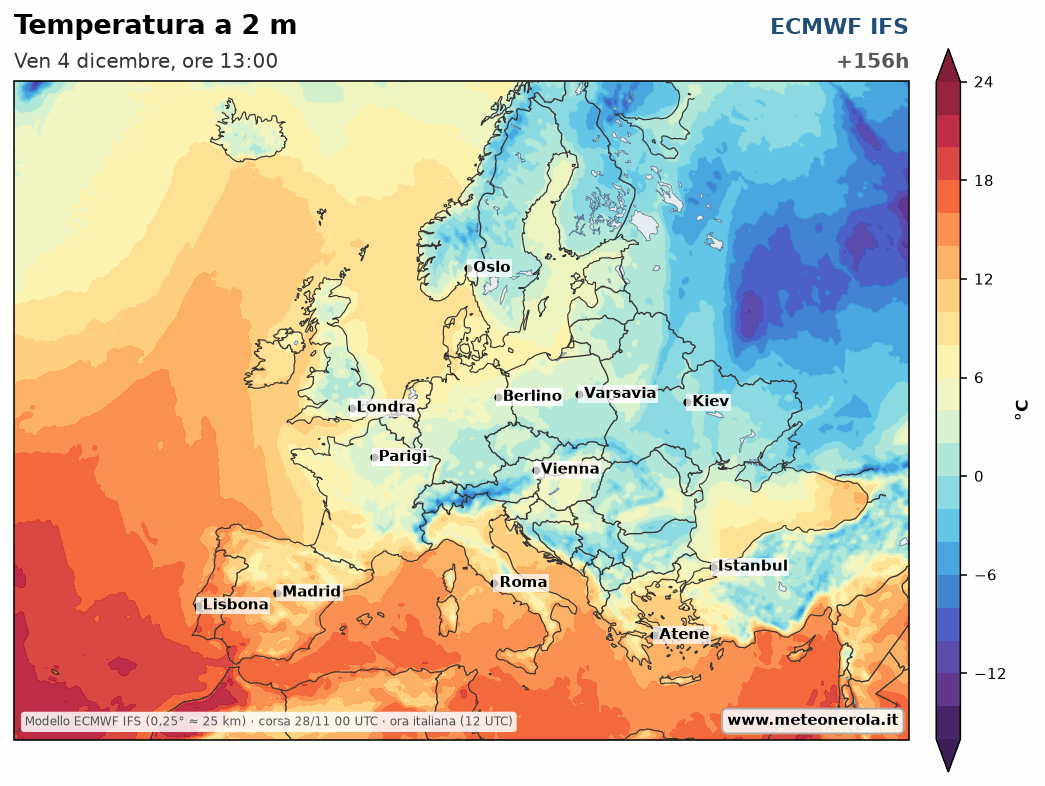 Temperatura a 2 m
ECMWF IFS
Ven 4 dicembre, ore 13:00
+156h
24
18
12
6
0
−6
−12
°C
Oslo
Berlino
Varsavia
Kiev
Londra
Parigi
Vienna
Istanbul
Roma
Madrid
Lisbona
Atene
Modello ECMWF IFS (0,25° ≈ 25 km) · corsa 28/11 00 UTC · ora italiana (12 UTC)
www.meteonerola.it